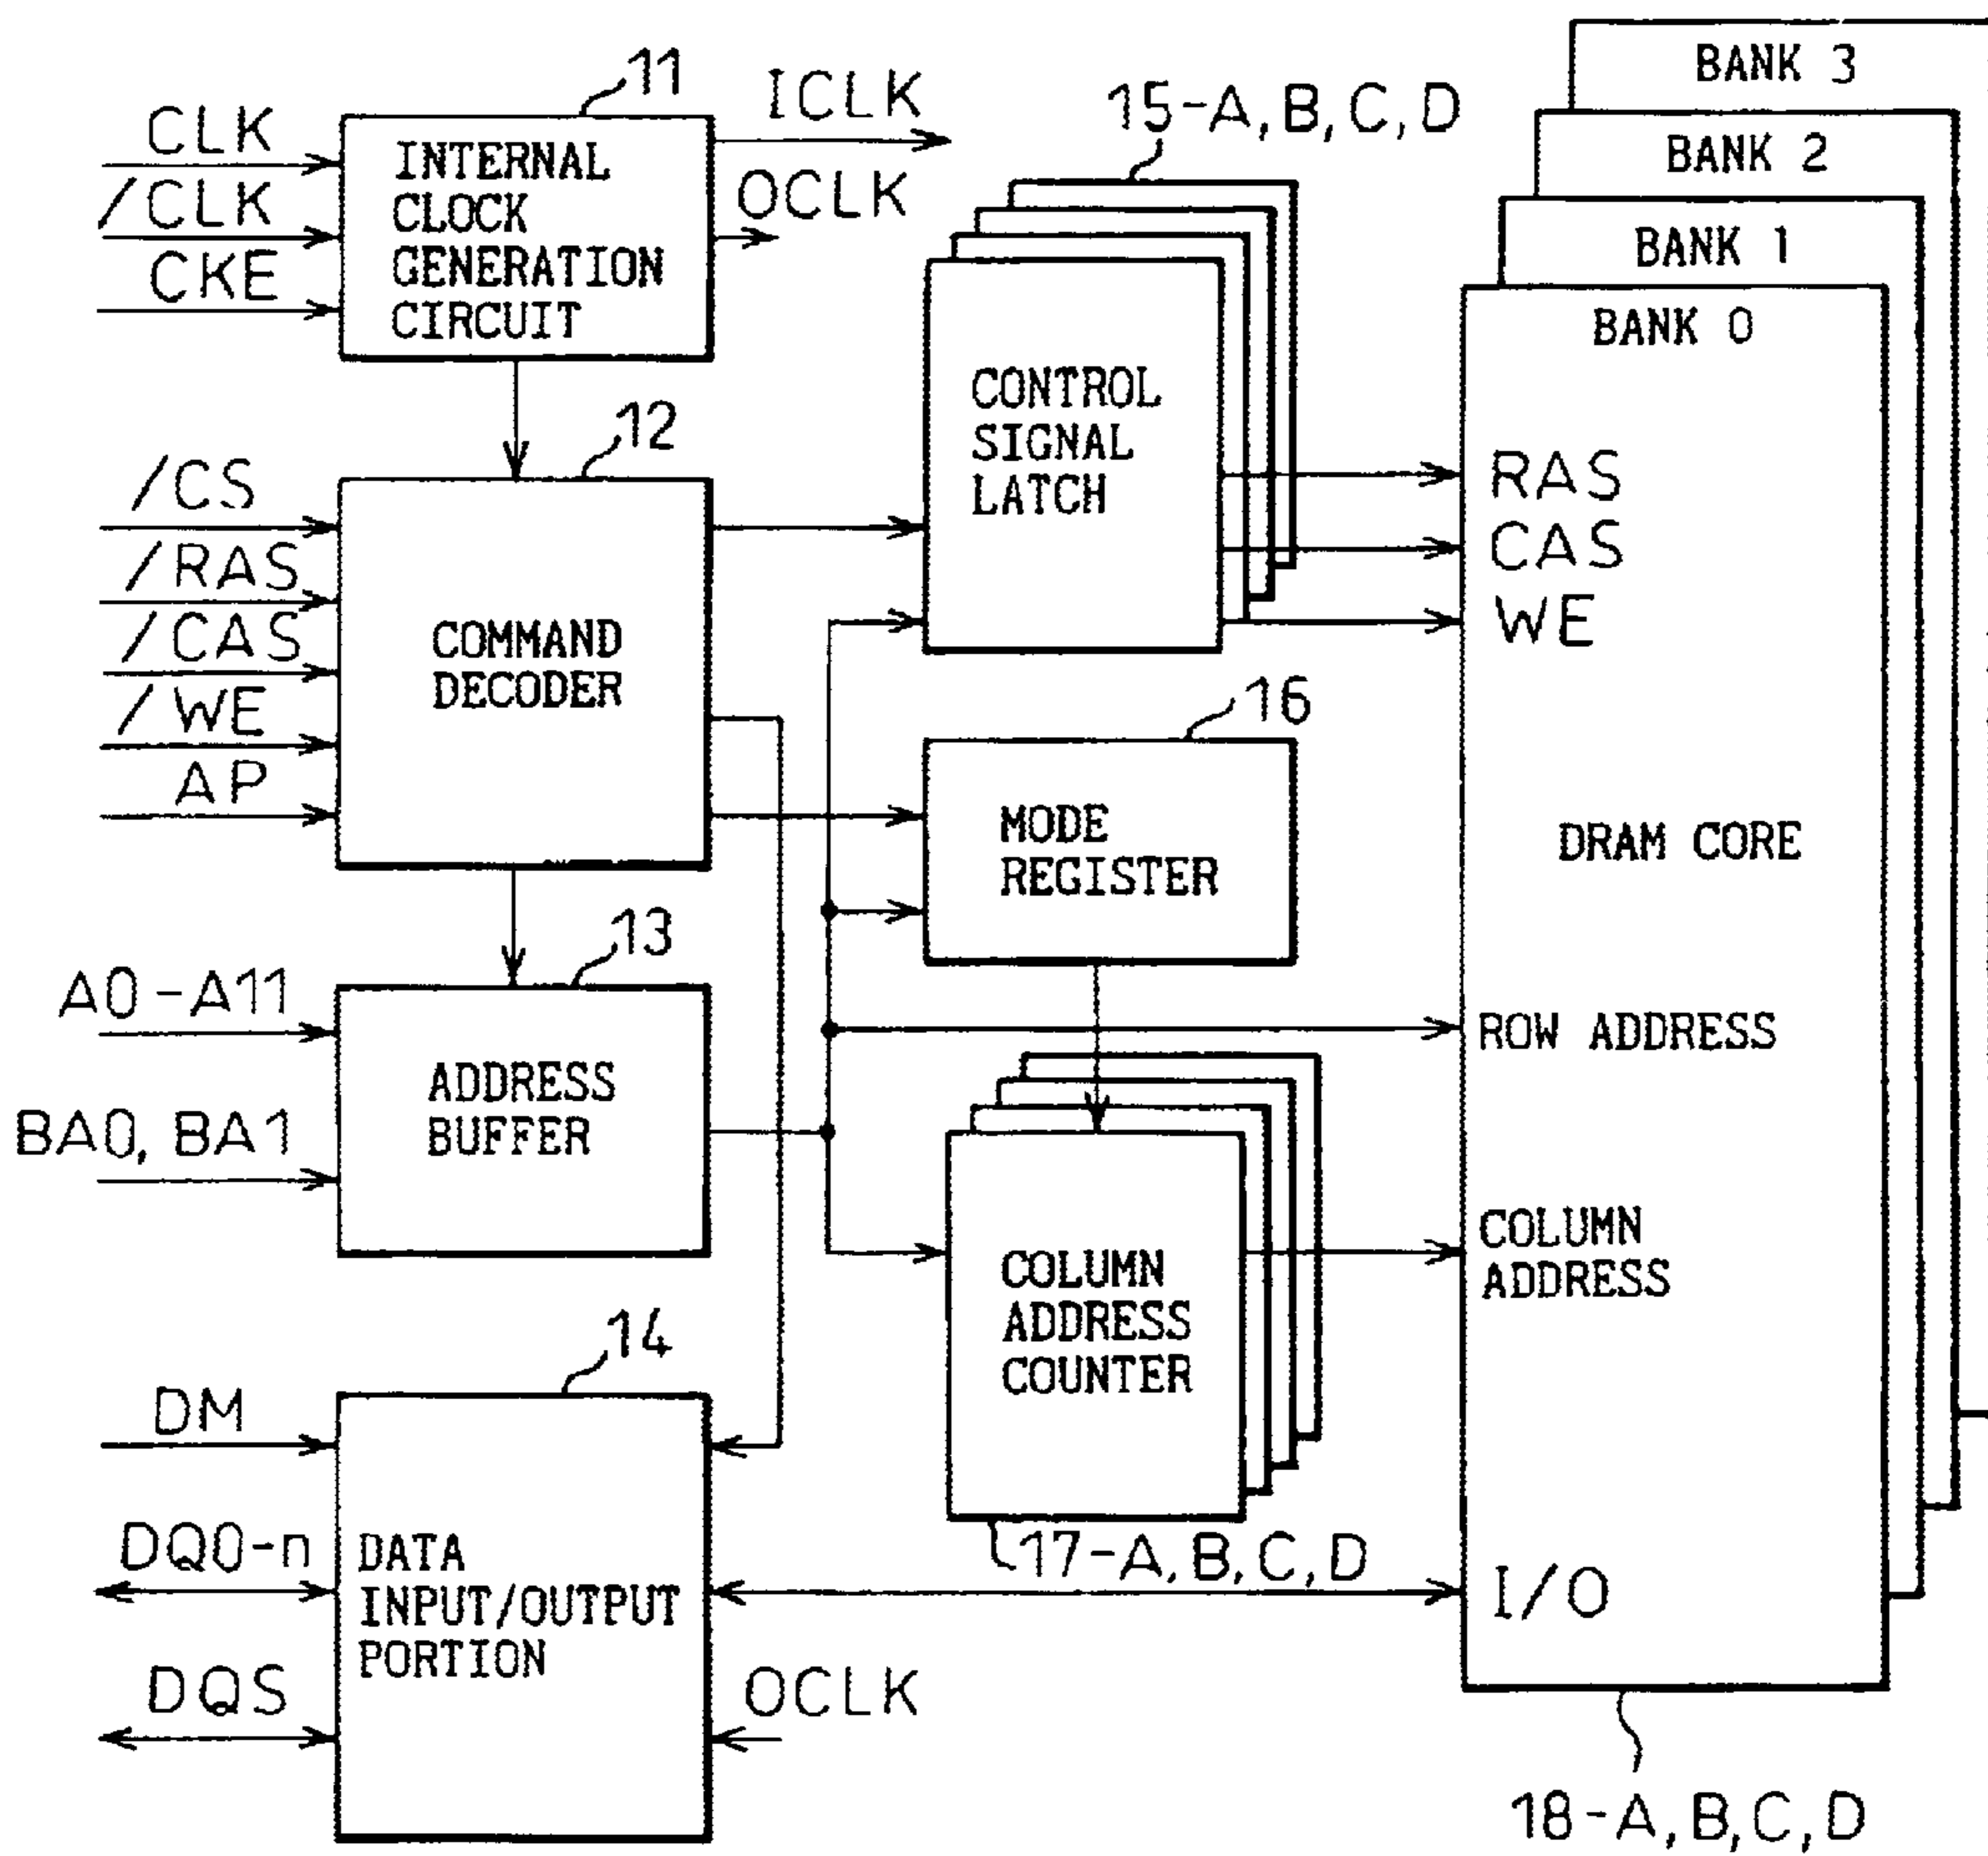 11
CLK
/CLK
CKE
INTERNAL
CLOCK
GENERATION
CIRCUIT
ICLK
OCLK
12
/CS
/RAS
/CAS
/WE
AP
COMMAND
DECODER
13
A0-A11
BA0, BA1
ADDRESS
BUFFER
14
DM
DQ0-n
DQS
DATA
INPUT/OUTPUT
PORTION
OCLK
15-A, B, C, D
CONTROL
SIGNAL
LATCH
16
MODE
REGISTER
COLUMN
ADDRESS
COUNTER
17-A, B, C, D
BANK 3
BANK 2
BANK 1
BANK 0
RAS
CAS
WE
DRAM CORE
ROW ADDRESS
COLUMN
ADDRESS
I/O
18-A, B, C, D